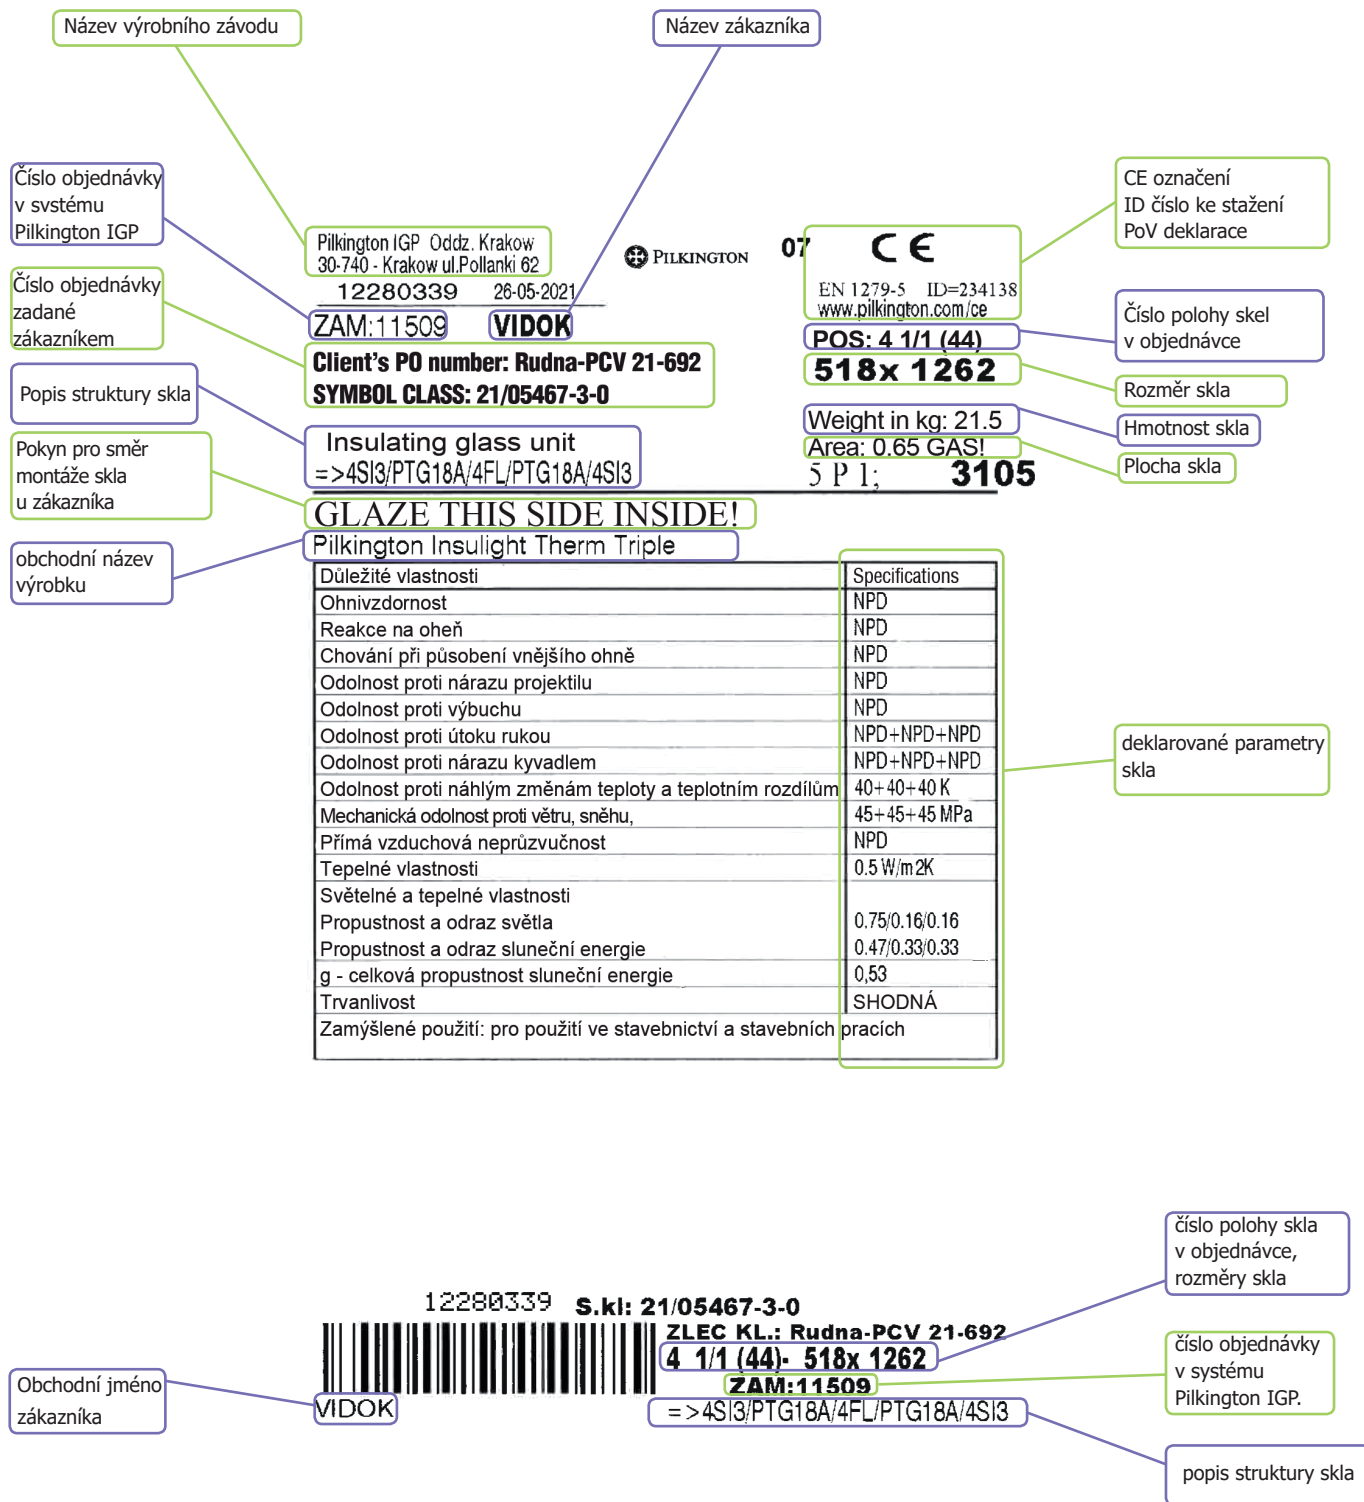 Název výrobního závodu
Název zákazníka
Číslo objednávky
v svstému
Pilkington IGP
CE označení
ID číslo ke stažení
PoV deklarace
Pilkington IGP Oddz. Krakow
30-740 - Krakow ul.Pollanki 62
PILKINGTON
07
CE
EN 1279-5 ID=234138
www.pilkington.com/ce
12280339 26-05-2021
Číslo objednávky
zadané
zákazníkem
ZAM:11509 VIDOK
Číslo polohy skel
v objednávce
POS: 4 1/1 (44)
Client's PO number: Rudna-PCV 21-692
SYMBOL CLASS: 21/05467-3-0
518x 1262
Rozměr skla
Popis struktury skla
Weight in kg: 21.5
Hmotnost skla
Insulating glass unit
=>4SI3/PTG18A/4FL/PTG18A/4SI3
Area: 0.65 GAS!
Plocha skla
5 P 1; 3105
Pokyn pro směr
montáže skla
u zákazníka
GLAZE THIS SIDE INSIDE!
Pilkington Insulight Therm Triple
obchodní název
výrobku
Důležité vlastnosti Specifications
Ohnivzdornost NPD
Reakce na oheň NPD
Chování při působení vnějšího ohně NPD
Odolnost proti nárazu projektilu NPD
Odolnost proti výbuchu NPD
Odolnost proti útoku rukou NPD+NPD+NPD
Odolnost proti nárazu kyvadlem NPD+NPD+NPD
Odolnost proti náhlým změnám teploty a teplotním rozdílům 40+40+40 K
Mechanická odolnost proti větru, sněhu, 45+45+45 MPa
Přímá vzduchová neprůzvučnost NPD
Tepelné vlastnosti 0.5 W/m2K
Světelné a tepelné vlastnosti
Propustnost a odraz světla 0.75/0.16/0.16
Propustnost a odraz sluneční energie 0.47/0.33/0.33
g - celková propustnost sluneční energie 0,53
Trvanlivost SHODNÁ
Zamýšlené použití: pro použití ve stavebnictví a stavebních pracích
deklarované parametry
skla
číslo polohy skla
v objednávce,
rozměry skla
12280339 S.kl: 21/05467-3-0
ZLEC KL.: Rudna-PCV 21-692
4 1/1 (44)- 518x 1262
ZAM:11509
číslo objednávky
v systému
Pilkington IGP.
Obchodní jméno
zákazníka
VIDOK
=>4SI3/PTG18A/4FL/PTG18A/4SI3
popis struktury skla